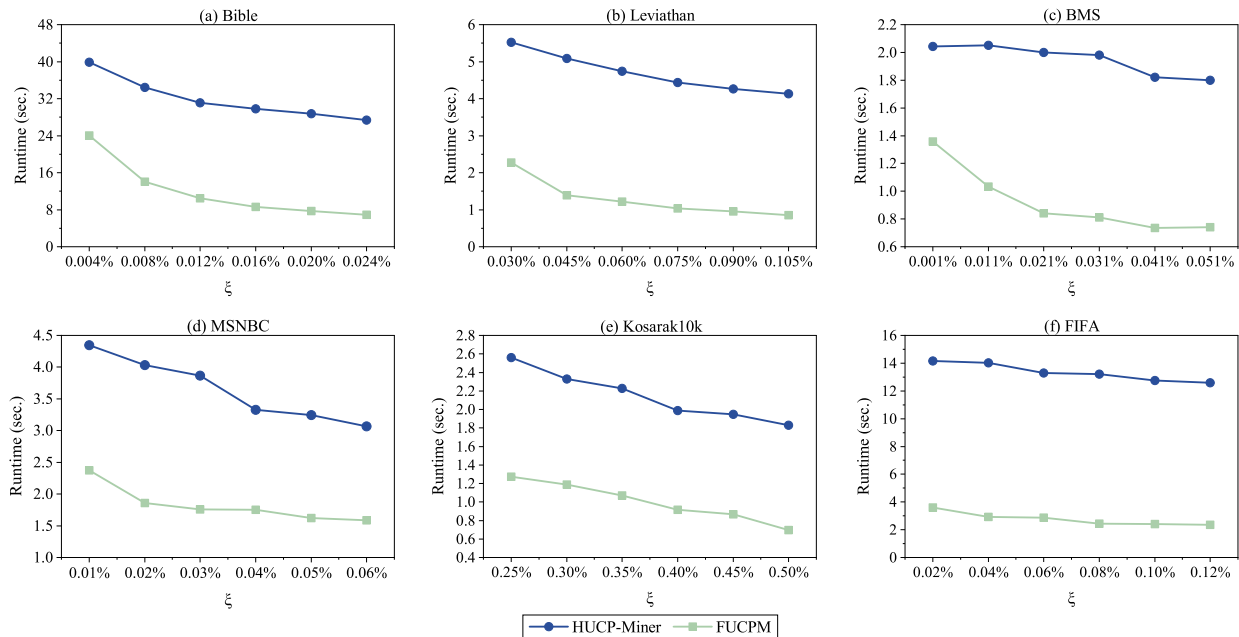 (a) Bible
48
40
32
24
16
8
0
Runtime (sec.)
0.004% 0.008% 0.012% 0.016% 0.020% 0.024%
ξ
(b) Leviathan
6
5
4
3
2
1
0
Runtime (sec.)
0.030% 0.045% 0.060% 0.075% 0.090% 0.105%
ξ
(c) BMS
2.2
2.0
1.8
1.6
1.4
1.2
1.0
0.8
0.6
Runtime (sec.)
0.001% 0.011% 0.021% 0.031% 0.041% 0.051%
ξ
(d) MSNBC
4.5
4.0
3.5
3.0
2.5
2.0
1.5
1.0
Runtime (sec.)
0.01% 0.02% 0.03% 0.04% 0.05% 0.06%
ξ
(e) Kosarak10k
2.8
2.6
2.4
2.2
2.0
1.8
1.6
1.4
1.2
1.0
0.8
0.6
0.4
Runtime (sec.)
0.25% 0.30% 0.35% 0.40% 0.45% 0.50%
ξ
(f) FIFA
16
14
12
10
8
6
4
2
0
Runtime (sec.)
0.02% 0.04% 0.06% 0.08% 0.10% 0.12%
ξ
HUCP-Miner FUCPM